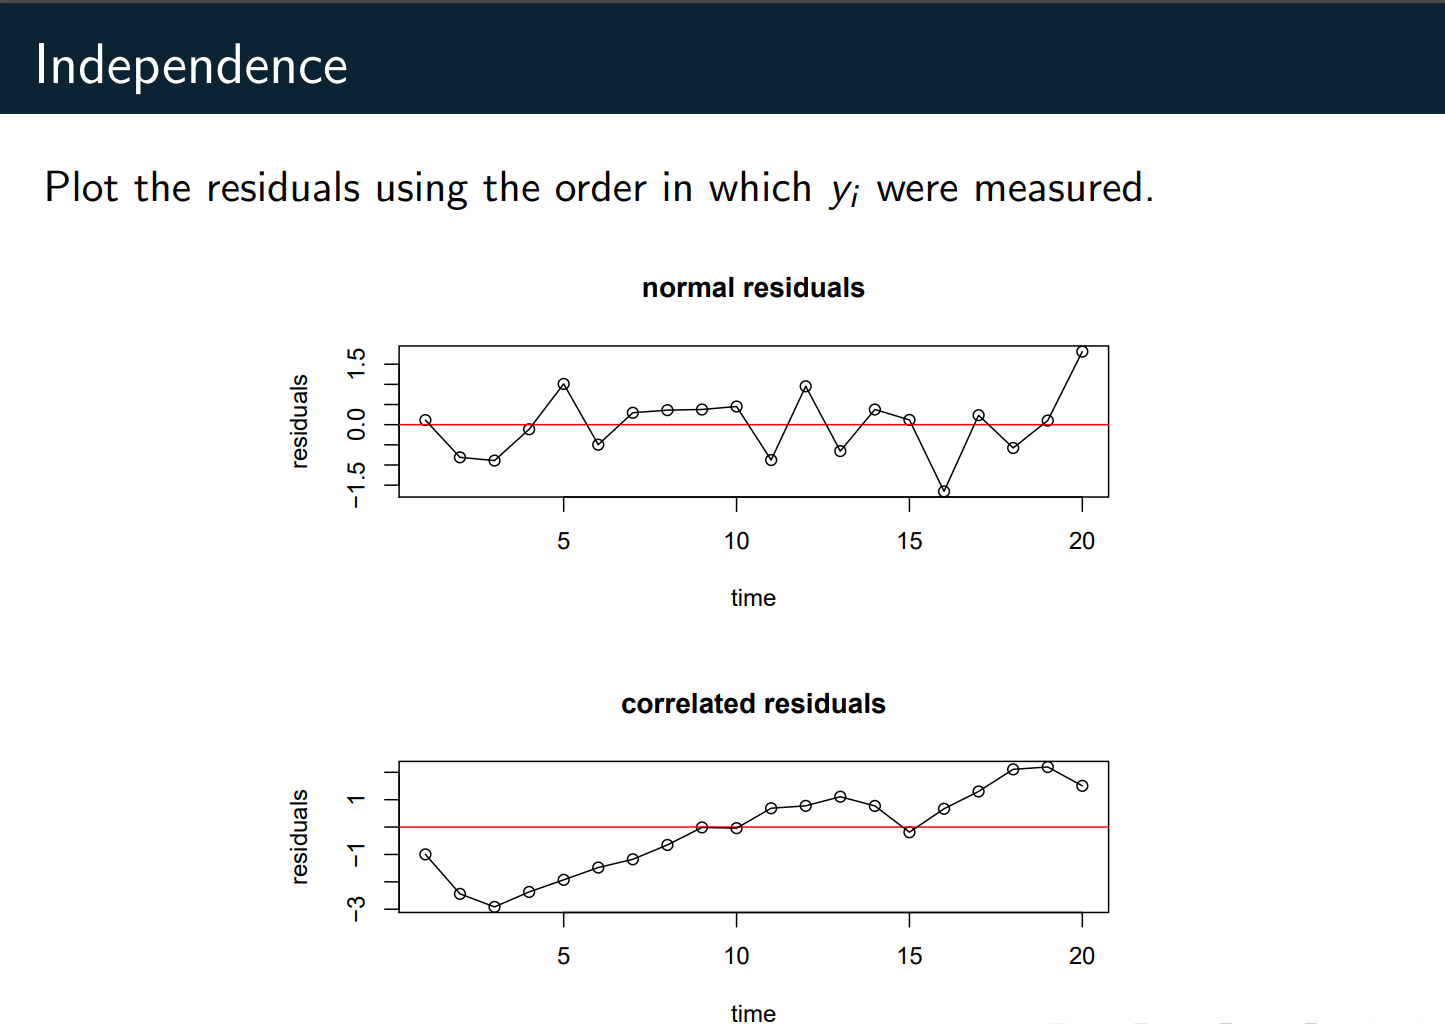 Independence
Plot the residuals using the order in which yi were measured.
normal residuals
residuals
1.5
0.0
−1.5
5 10 15 20
time
correlated residuals
residuals
1
−1
−3
5 10 15 20
time